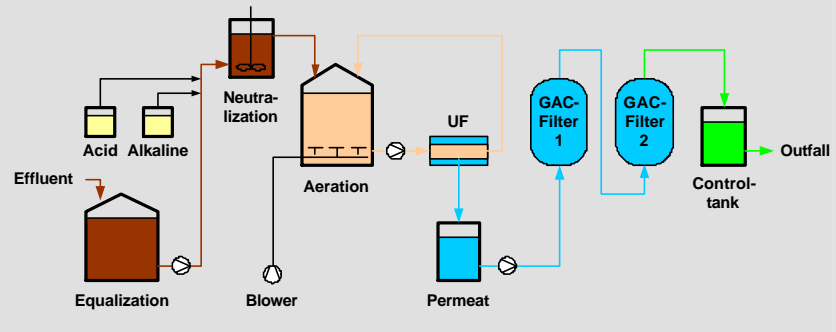 GAC-
Filter
1
GAC-
Filter
2
Neutra-
lization
UF
Acid
Alkaline
Outfall
Effluent
Aeration
Control-
tank
Equalization
Blower
Permeat